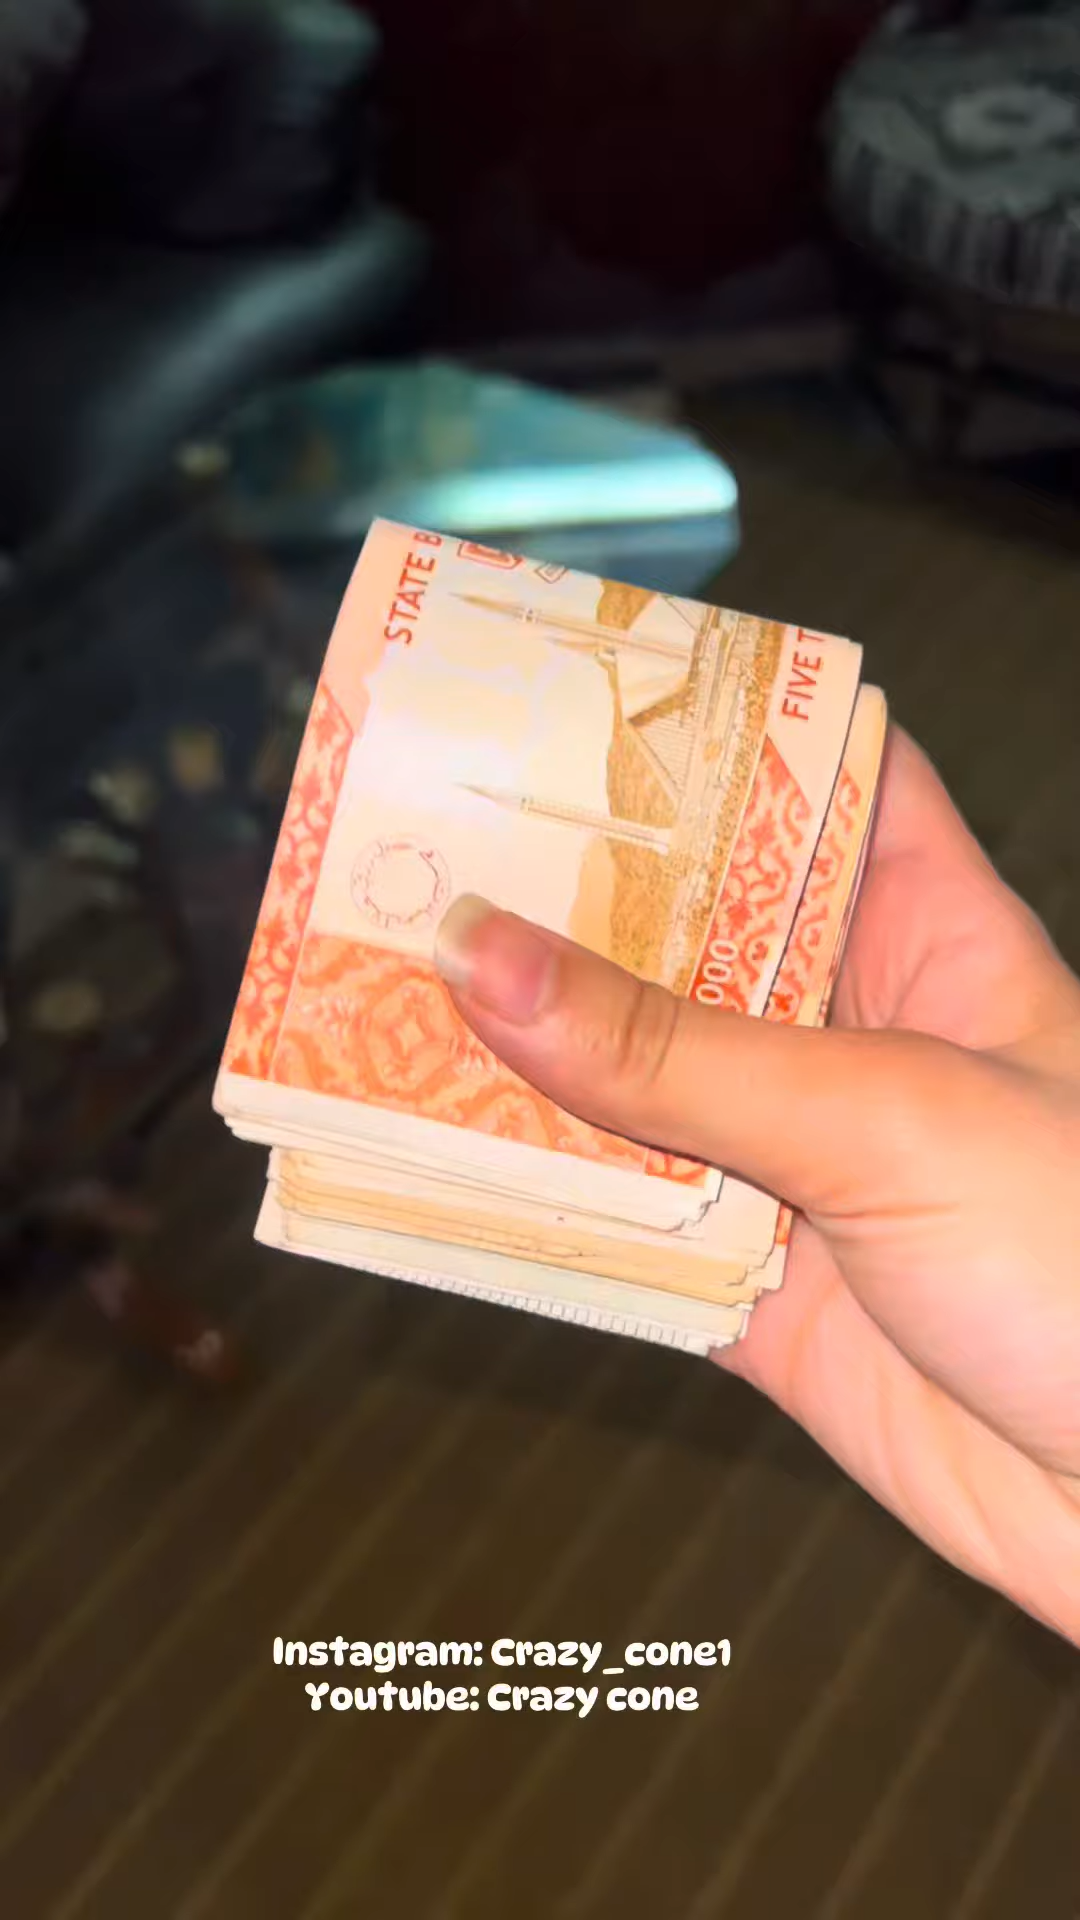 STATE B
FIVE T
000
Instagram: Crazy_cone1
Youtube: Crazy cone